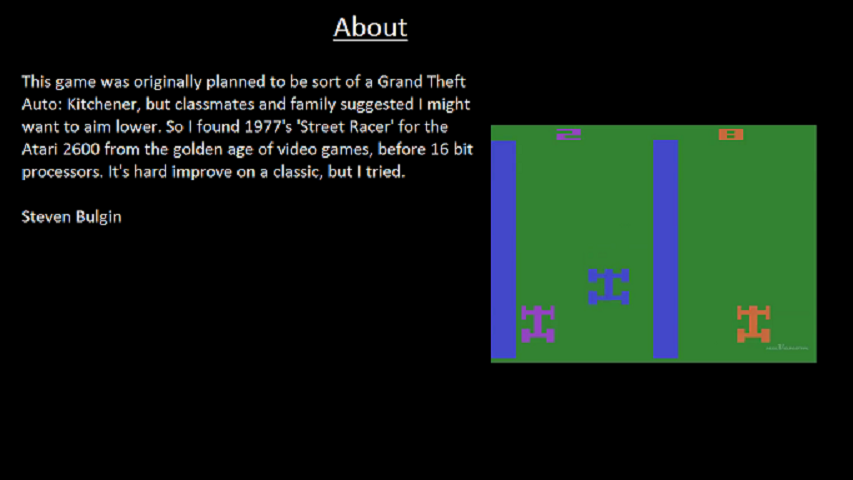 About
This game was originally planned to be sort of a Grand Theft
Auto: Kitchener, but classmates and family suggested I might
want to aim lower. So I found 1977's 'Street Racer' for the
Atari 2600 from the golden age of video games, before 16 bit
processors. It's hard improve on a classic, but I tried.
Steven Bulgin
2 8